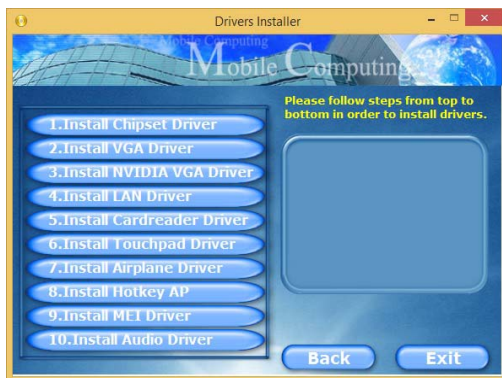 Drivers Installer
Mobile Computing
Mobile Computing
Please follow steps from top to
bottom in order to install drivers.
1.Install Chipset Driver
2.Install VGA Driver
3.Install NVIDIA VGA Driver
4.Install LAN Driver
5.Install Cardreader Driver
6.Install Touchpad Driver
7.Install Airplane Driver
8.Install Hotkey AP
9.Install MEI Driver
10.Install Audio Driver
Back
Exit